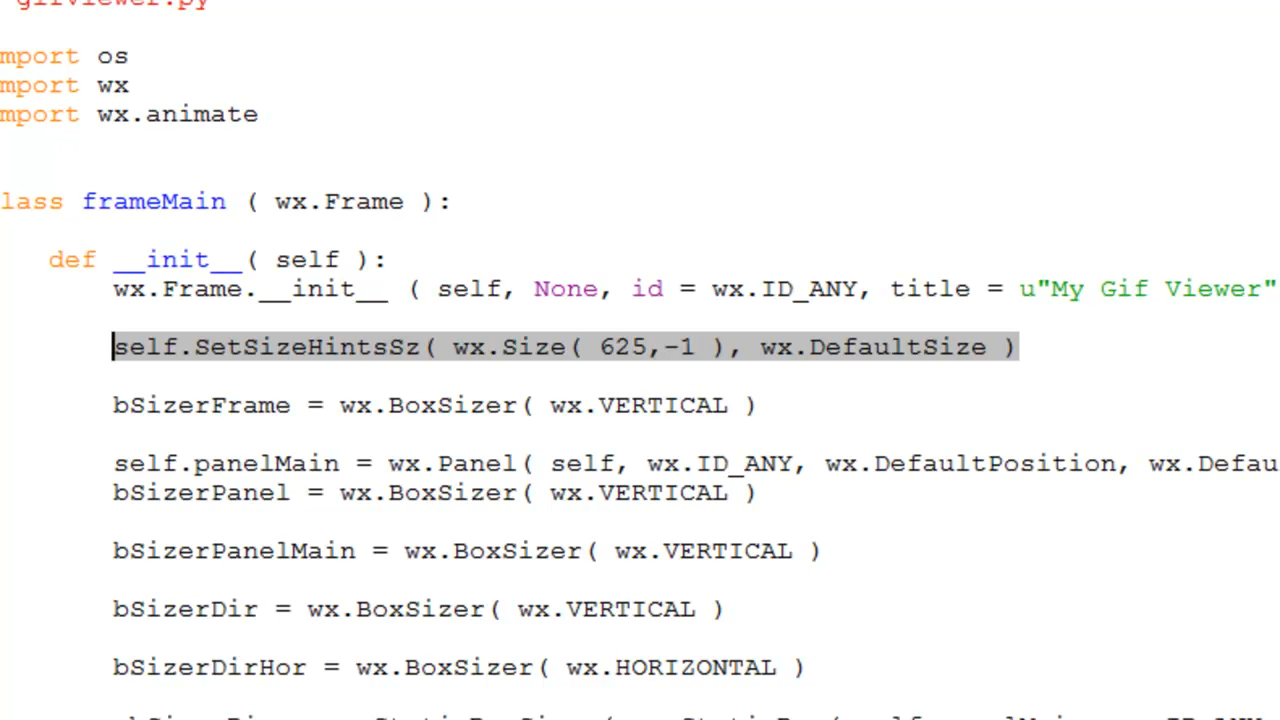 gifviewer.py
mport os
mport wx
mport wx.animate
lass frameMain ( wx.Frame ):
def __init__( self ):
wx.Frame.__init__ ( self, None, id = wx.ID_ANY, title = u"My Gif Viewer"
self.SetSizeHintsSz( wx.Size( 625,-1 ), wx.DefaultSize )
bSizerFrame = wx.BoxSizer( wx.VERTICAL )
self.panelMain = wx.Panel( self, wx.ID_ANY, wx.DefaultPosition, wx.Defau
bSizerPanel = wx.BoxSizer( wx.VERTICAL )
bSizerPanelMain = wx.BoxSizer( wx.VERTICAL )
bSizerDir = wx.BoxSizer( wx.VERTICAL )
bSizerDirHor = wx.BoxSizer( wx.HORIZONTAL )